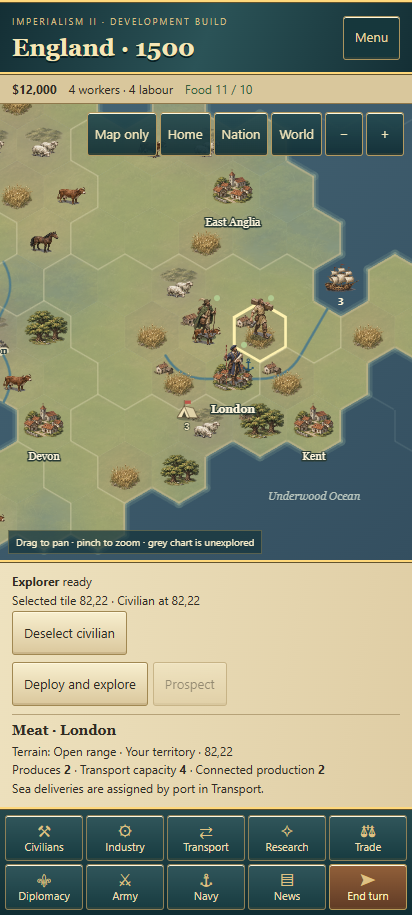 IMPERIALISM II · DEVELOPMENT BUILD
England · 1500
Menu
$12,000 4 workers · 4 labour Food 11 / 10
Map only Home Nation World − +
East Anglia
3
London
3
Devon
Kent
Underwood Ocean
Drag to pan · pinch to zoom · grey chart is unexplored
Explorer ready
Selected tile 82,22 · Civilian at 82,22
Deselect civilian
Deploy and explore Prospect
Meat · London
Terrain: Open range · Your territory · 82,22
Produces 2 · Transport capacity 4 · Connected production 2
Sea deliveries are assigned by port in Transport.
Civilians Industry Transport Research Trade
Diplomacy Army Navy News End turn